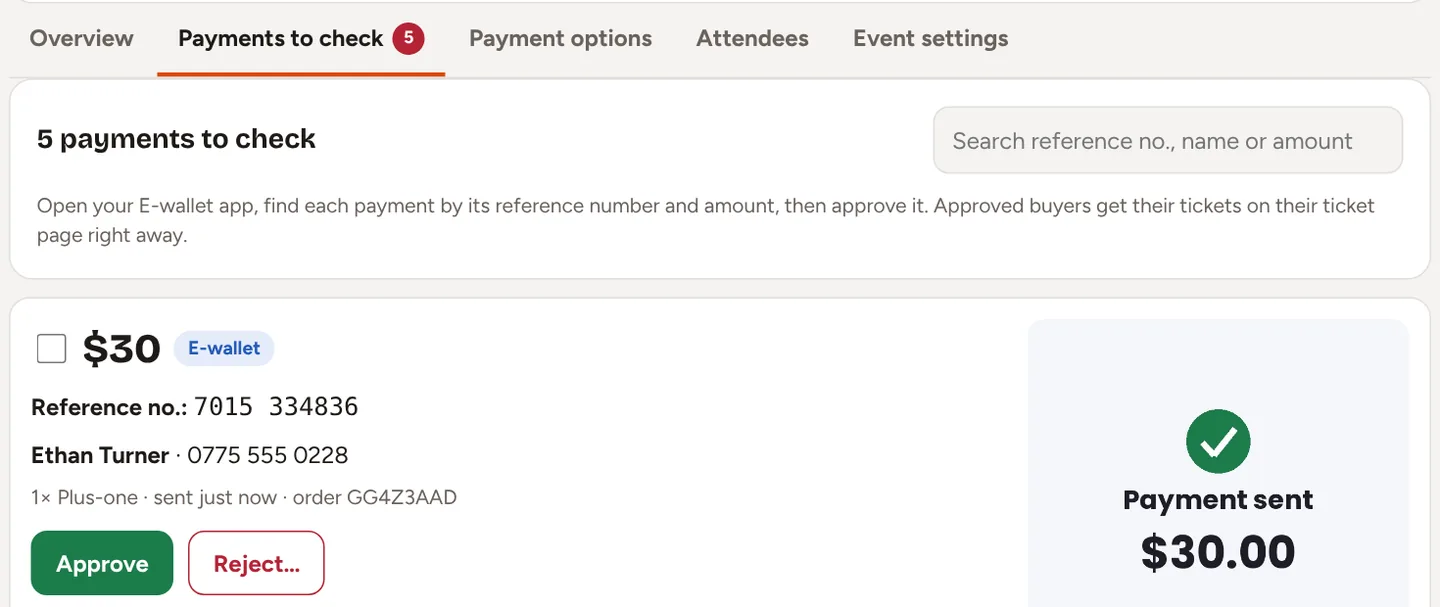 Overview
Payments to check 5
Payment options
Attendees
Event settings
5 payments to check
Search reference no., name or amount
Open your E-wallet app, find each payment by its reference number and amount, then approve it. Approved buyers get their tickets on their ticket
page right away.
$30 E-wallet
Reference no.: 7015 334836
Ethan Turner · 0775 555 0228
1× Plus-one · sent just now · order GG4Z3AAD
Approve
Reject...
Payment sent
$30.00